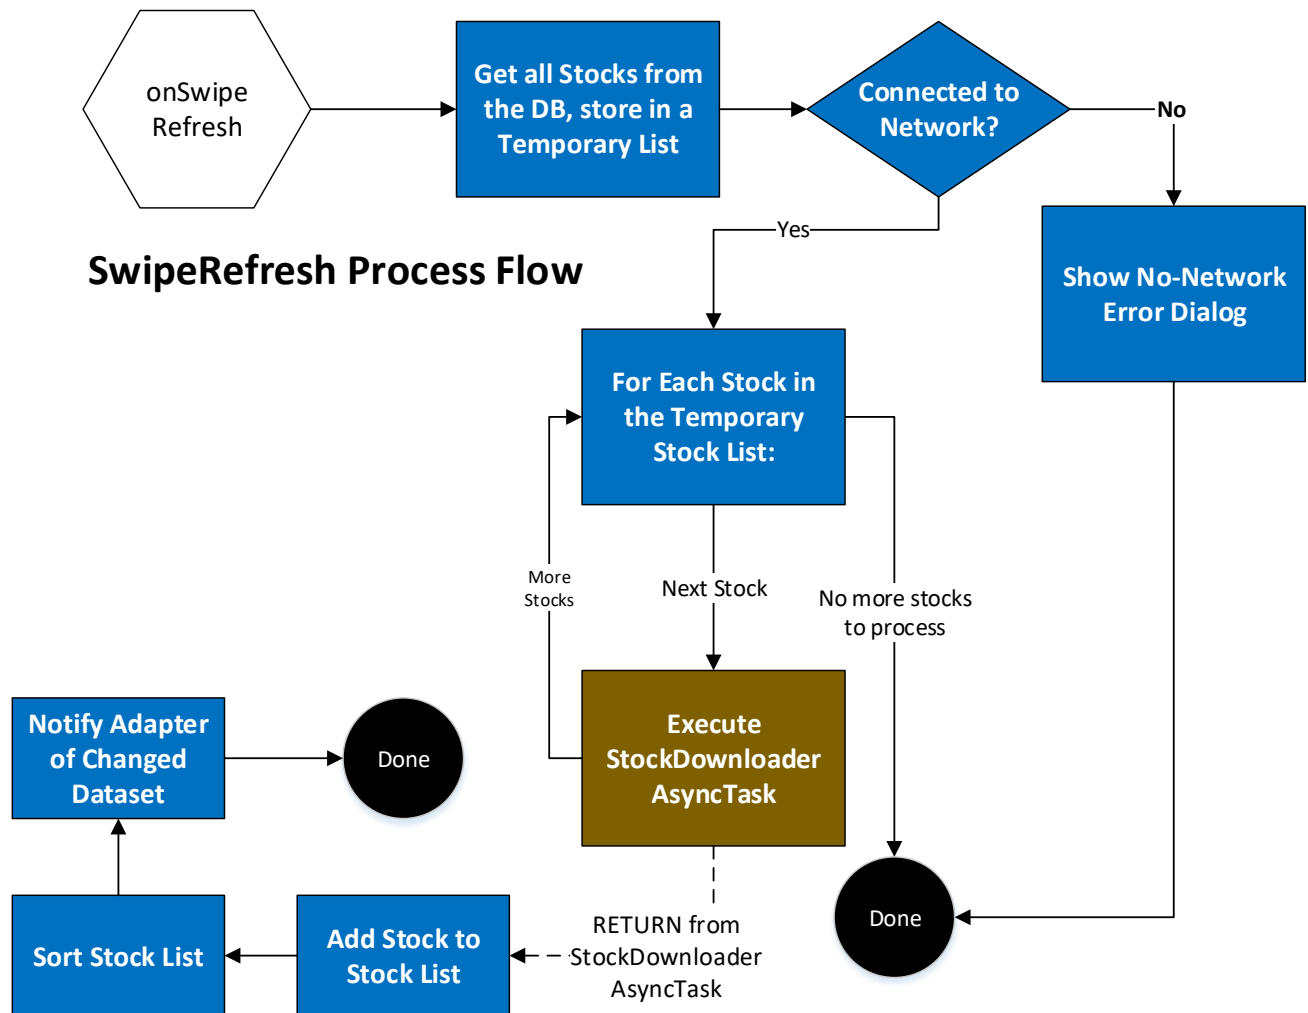 onSwipe
Refresh
Get all Stocks from
the DB, store in a
Temporary List
Connected to
Network?
No
Yes
SwipeRefresh Process Flow
Show No-Network
Error Dialog
For Each Stock in
the Temporary
Stock List:
More
Stocks
Next Stock
No more stocks
to process
Execute
StockDownloader
AsyncTask
Notify Adapter
of Changed
Dataset
Done
Sort Stock List
Add Stock to
Stock List
RETURN from
StockDownloader
AsyncTask
Done